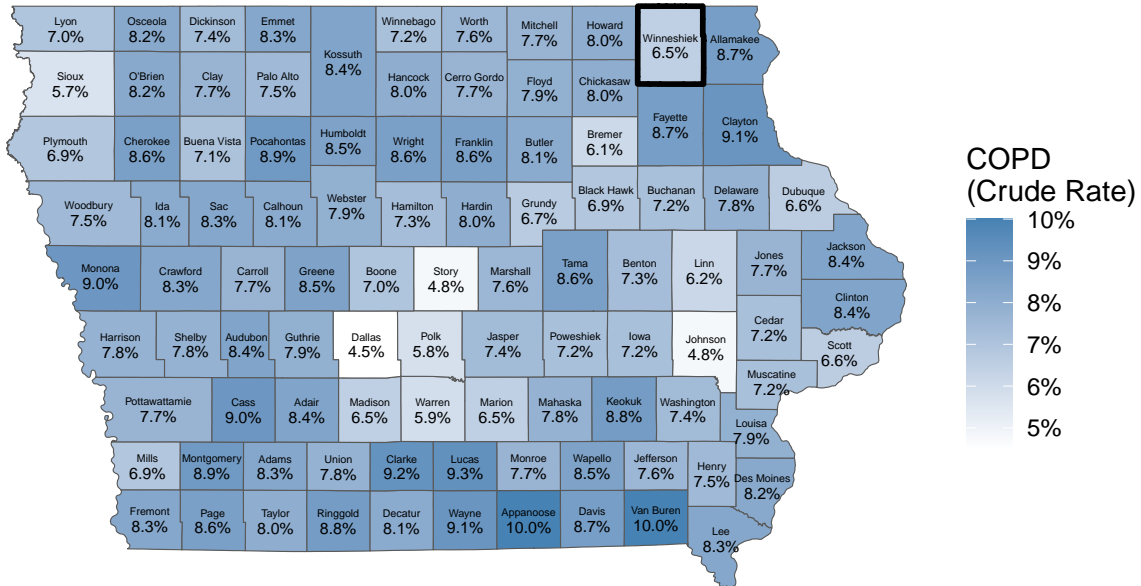 Lyon
7.0%
Osceola
8.2%
Dickinson
7.4%
Emmet
8.3%
Kossuth
8.4%
Winnebago
7.2%
Worth
7.6%
Mitchell
7.7%
Howard
8.0%
Winneshiek
6.5%
Allamakee
8.7%
Sioux
5.7%
O'Brien
8.2%
Clay
7.7%
Palo Alto
7.5%
Hancock
8.0%
Cerro Gordo
7.7%
Floyd
7.9%
Chickasaw
8.0%
Fayette
8.7%
Clayton
9.1%
Plymouth
6.9%
Cherokee
8.6%
Buena Vista
7.1%
Pocahontas
8.9%
Humboldt
8.5%
Wright
8.6%
Franklin
8.6%
Butler
8.1%
Bremer
6.1%
COPD
(Crude Rate)
10%
9%
8%
7%
6%
5%
Woodbury
7.5%
Ida
8.1%
Sac
8.3%
Calhoun
8.1%
Webster
7.9%
Hamilton
7.3%
Hardin
8.0%
Grundy
6.7%
Black Hawk
6.9%
Buchanan
7.2%
Delaware
7.8%
Dubuque
6.6%
Monona
9.0%
Crawford
8.3%
Carroll
7.7%
Greene
8.5%
Boone
7.0%
Story
4.8%
Marshall
7.6%
Tama
8.6%
Benton
7.3%
Linn
6.2%
Jones
7.7%
Jackson
8.4%
Clinton
8.4%
Harrison
7.8%
Shelby
7.8%
Audubon
8.4%
Guthrie
7.9%
Dallas
4.5%
Polk
5.8%
Jasper
7.4%
Poweshiek
7.2%
Iowa
7.2%
Johnson
4.8%
Cedar
7.2%
Scott
6.6%
Muscatine
7.2%
Pottawattamie
7.7%
Cass
9.0%
Adair
8.4%
Madison
6.5%
Warren
5.9%
Marion
6.5%
Mahaska
7.8%
Keokuk
8.8%
Washington
7.4%
Louisa
7.9%
Mills
6.9%
Montgomery
8.9%
Adams
8.3%
Union
7.8%
Clarke
9.2%
Lucas
9.3%
Monroe
7.7%
Wapello
8.5%
Jefferson
7.6%
Henry
7.5%
Des Moines
8.2%
Fremont
8.3%
Page
8.6%
Taylor
8.0%
Ringgold
8.8%
Decatur
8.1%
Wayne
9.1%
Appanoose
10.0%
Davis
8.7%
Van Buren
10.0%
Lee
8.3%